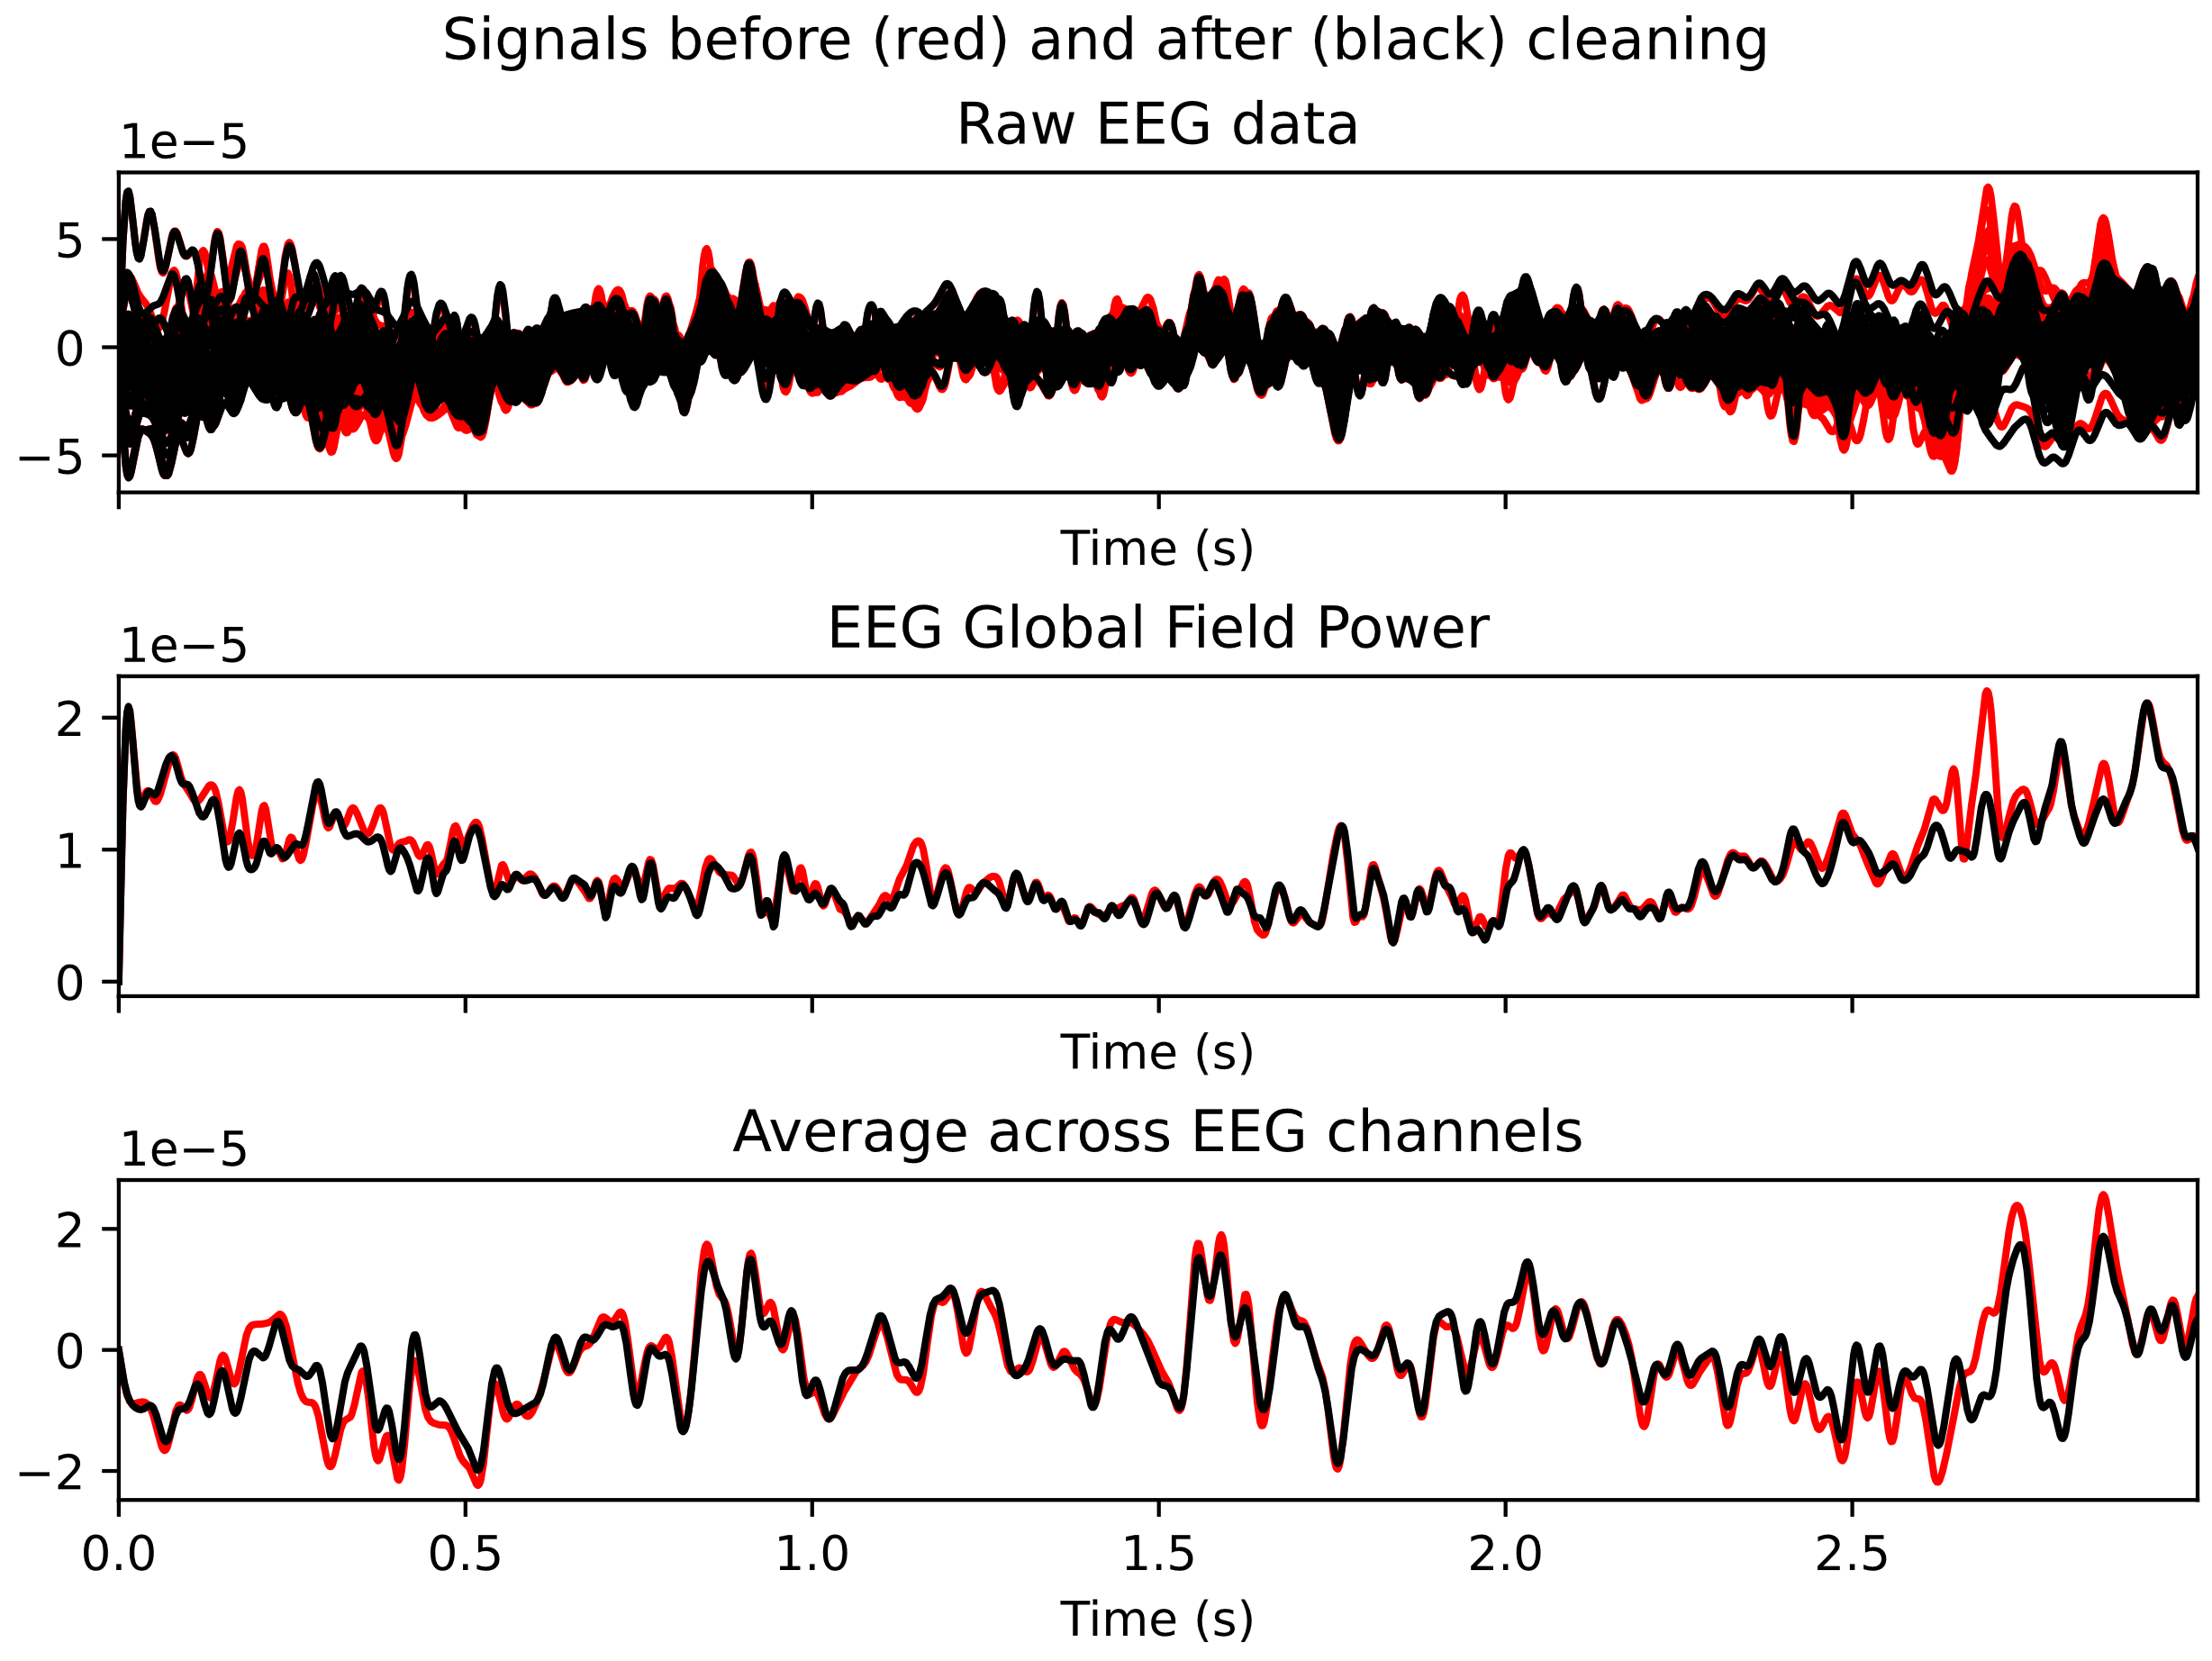 Signals before (red) and after (black) cleaning
Raw EEG data
1e−5
5
0
−5
Time (s)
EEG Global Field Power
1e−5
2
1
0
Time (s)
Average across EEG channels
1e−5
2
0
−2
0.0 0.5 1.0 1.5 2.0 2.5
Time (s)